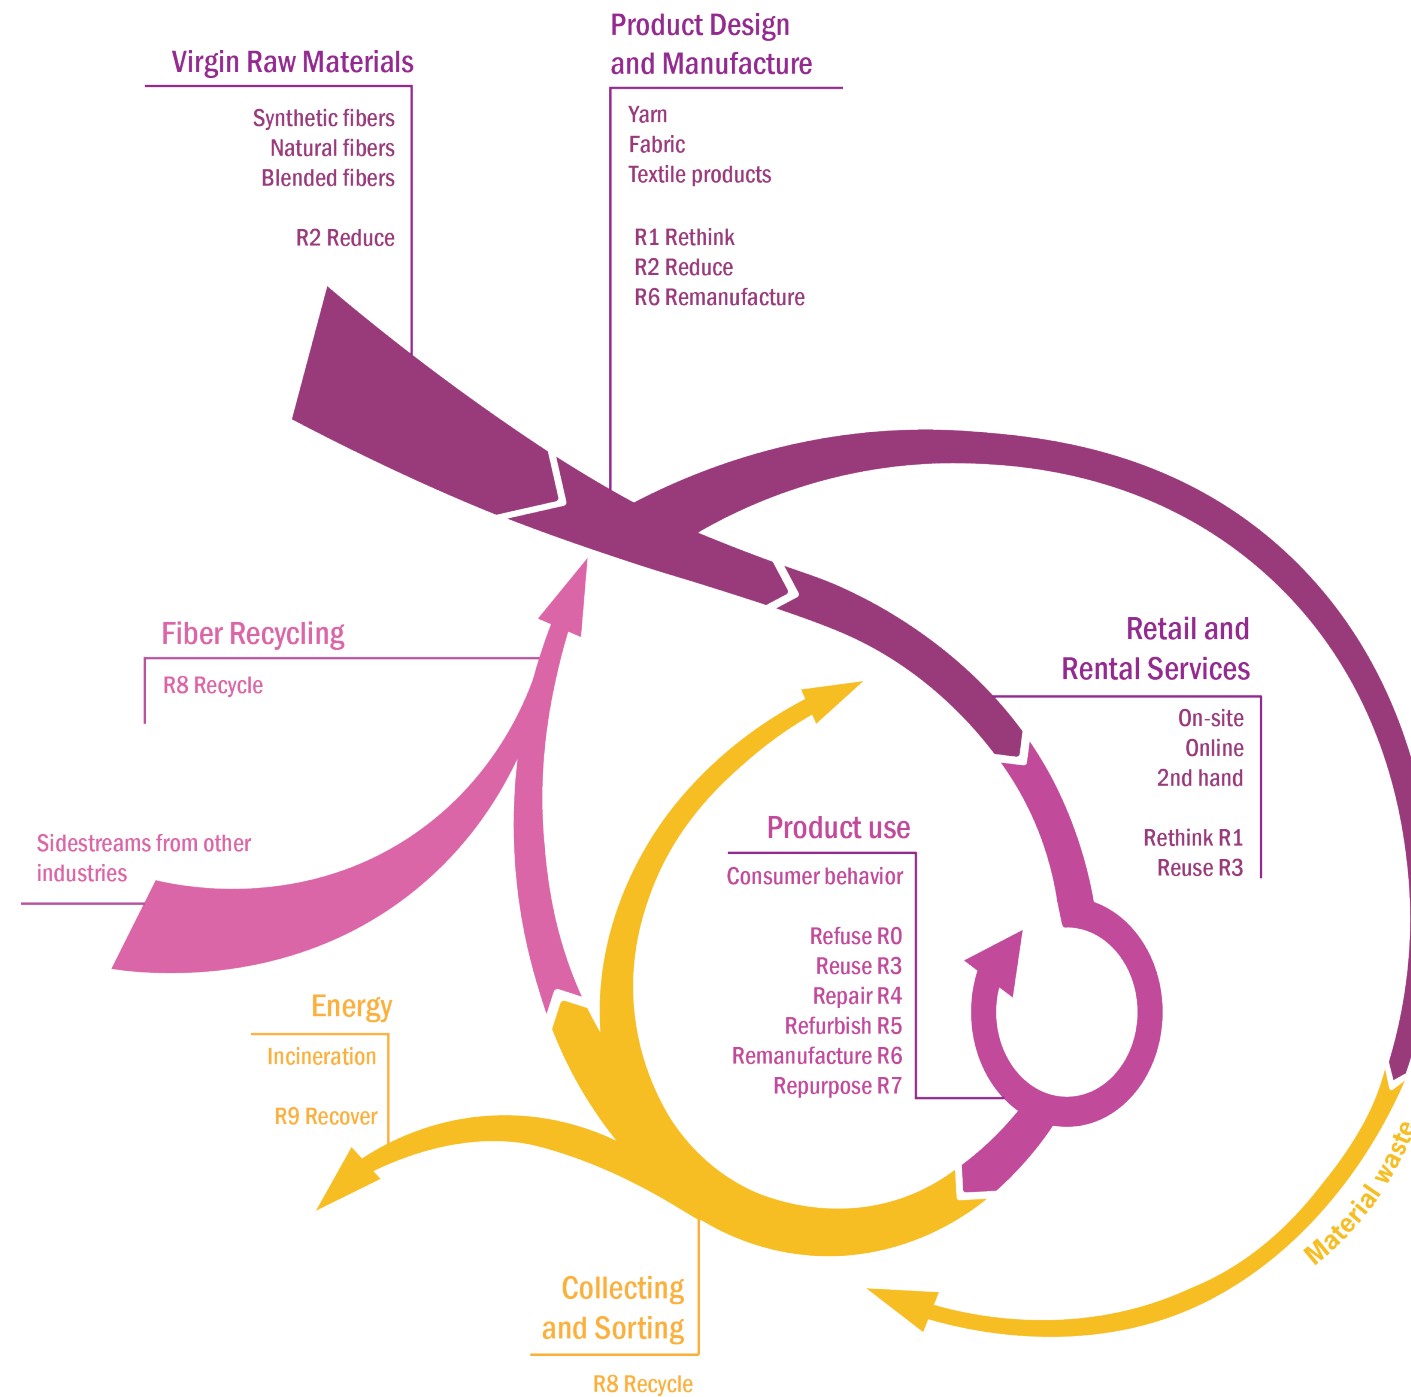 Product Design
and Manufacture
Virgin Raw Materials
Synthetic fibers
Natural fibers
Blended fibers
R2 Reduce
Yarn
Fabric
Textile products
R1 Rethink
R2 Reduce
R6 Remanufacture
Fiber Recycling
R8 Recycle
Retail and
Rental Services
On-site
Online
2nd hand
Rethink R1
Reuse R3
Product use
Consumer behavior
Refuse R0
Reuse R3
Repair R4
Refurbish R5
Remanufacture R6
Repurpose R7
Sidestreams from other
industries
Energy
Incineration
R9 Recover
Material waste
Collecting
and Sorting
R8 Recycle